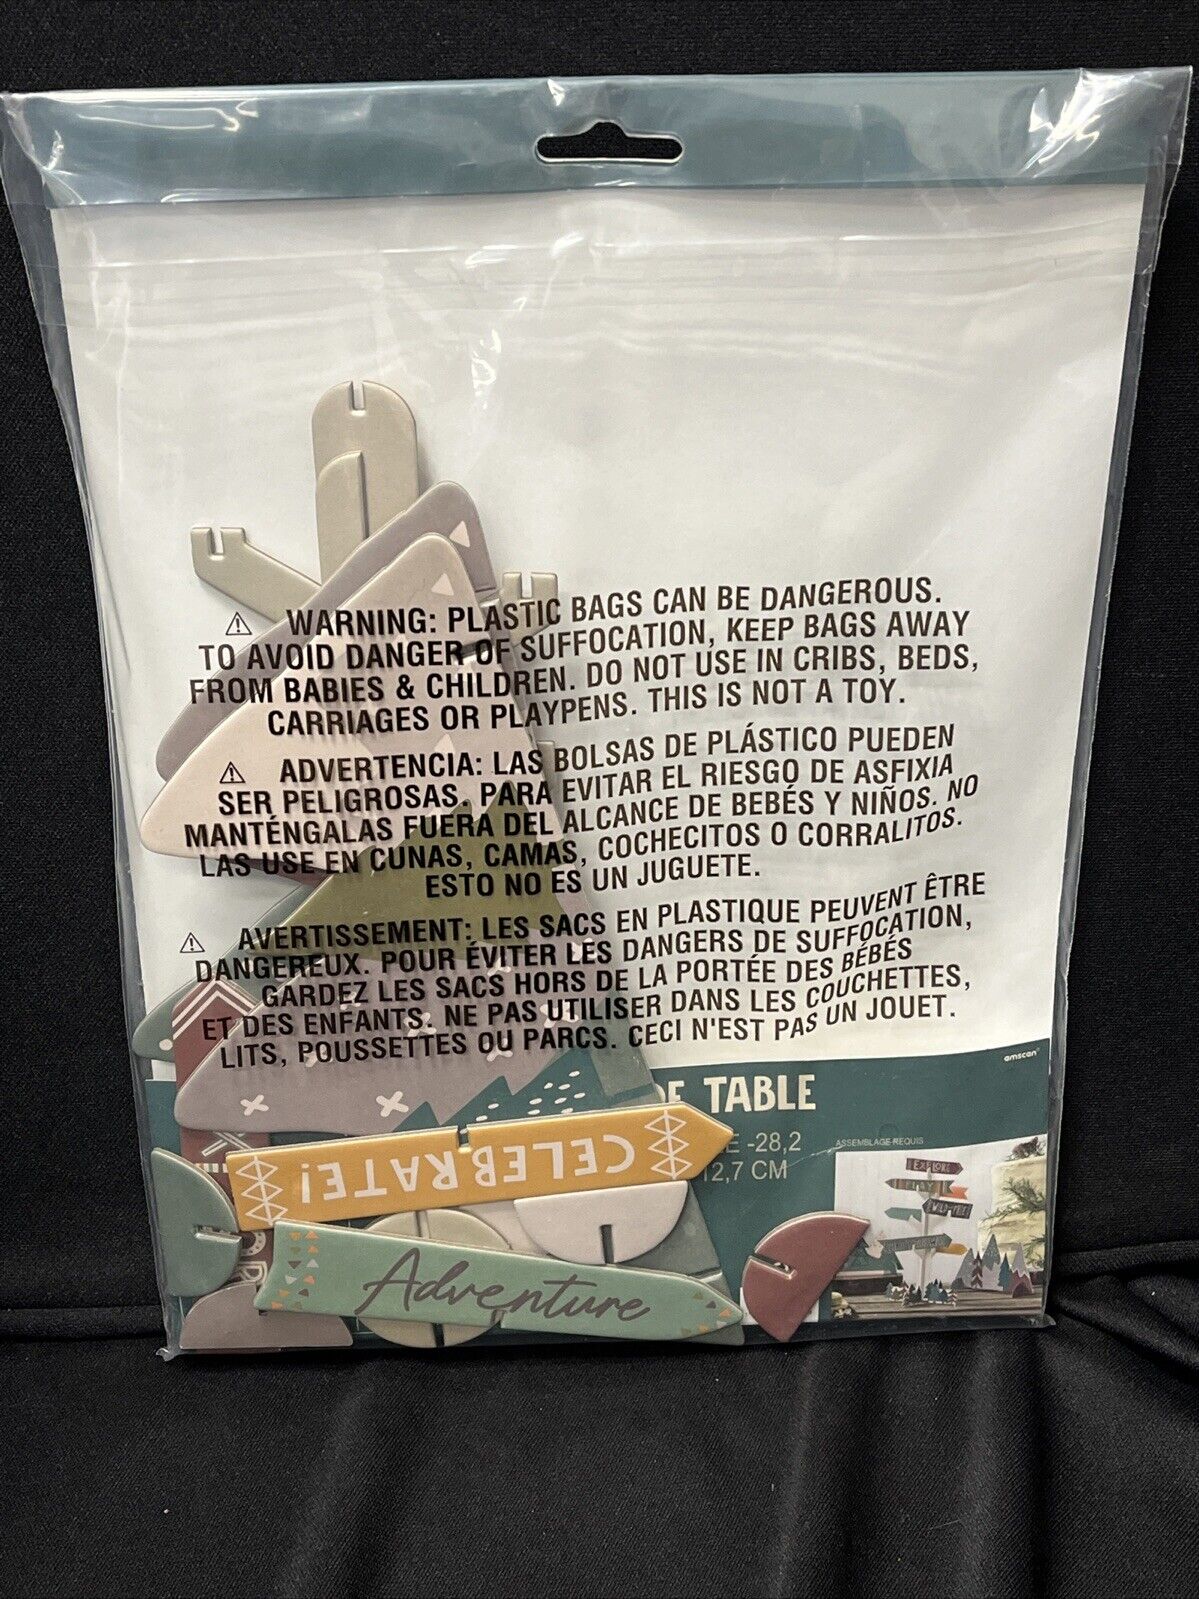 ⚠ WARNING: PLASTIC BAGS CAN BE DANGEROUS.
TO AVOID DANGER OF SUFFOCATION, KEEP BAGS AWAY
FROM BABIES & CHILDREN. DO NOT USE IN CRIBS, BEDS,
CARRIAGES OR PLAYPENS. THIS IS NOT A TOY.
⚠ ADVERTENCIA: LAS BOLSAS DE PLÁSTICO PUEDEN
SER PELIGROSAS. PARA EVITAR EL RIESGO DE ASFIXIA
MANTÉNGALAS FUERA DEL ALCANCE DE BEBÉS Y NIÑOS. NO
LAS USE EN CUNAS, CAMAS, COCHECITOS O CORRALITOS.
ESTO NO ES UN JUGUETE.
⚠ AVERTISSEMENT: LES SACS EN PLASTIQUE PEUVENT ÊTRE
DANGEREUX. POUR ÉVITER LES DANGERS DE SUFFOCATION,
GARDEZ LES SACS HORS DE LA PORTÉE DES BÉBÉS
ET DES ENFANTS. NE PAS UTILISER DANS LES COUCHETTES,
LITS, POUSSETTES OU PARCS. CECI N'EST PAS UN JOUET.
amscan
DE TABLE
-28,2
12,7 CM
ASSEMBLAGE REQUIS
EXPLORE
WILD & FREE
CELEBRATE!
Adventure